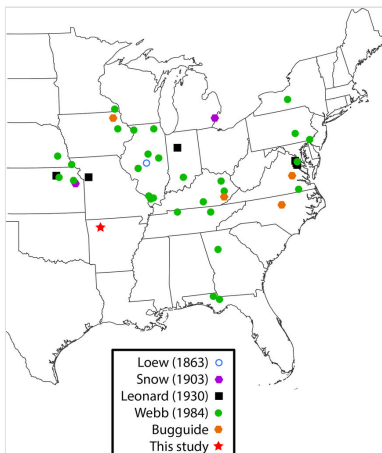 Loew (1863)
Snow (1903)
Leonard (1930)
Webb (1984)
Bugguide
This study